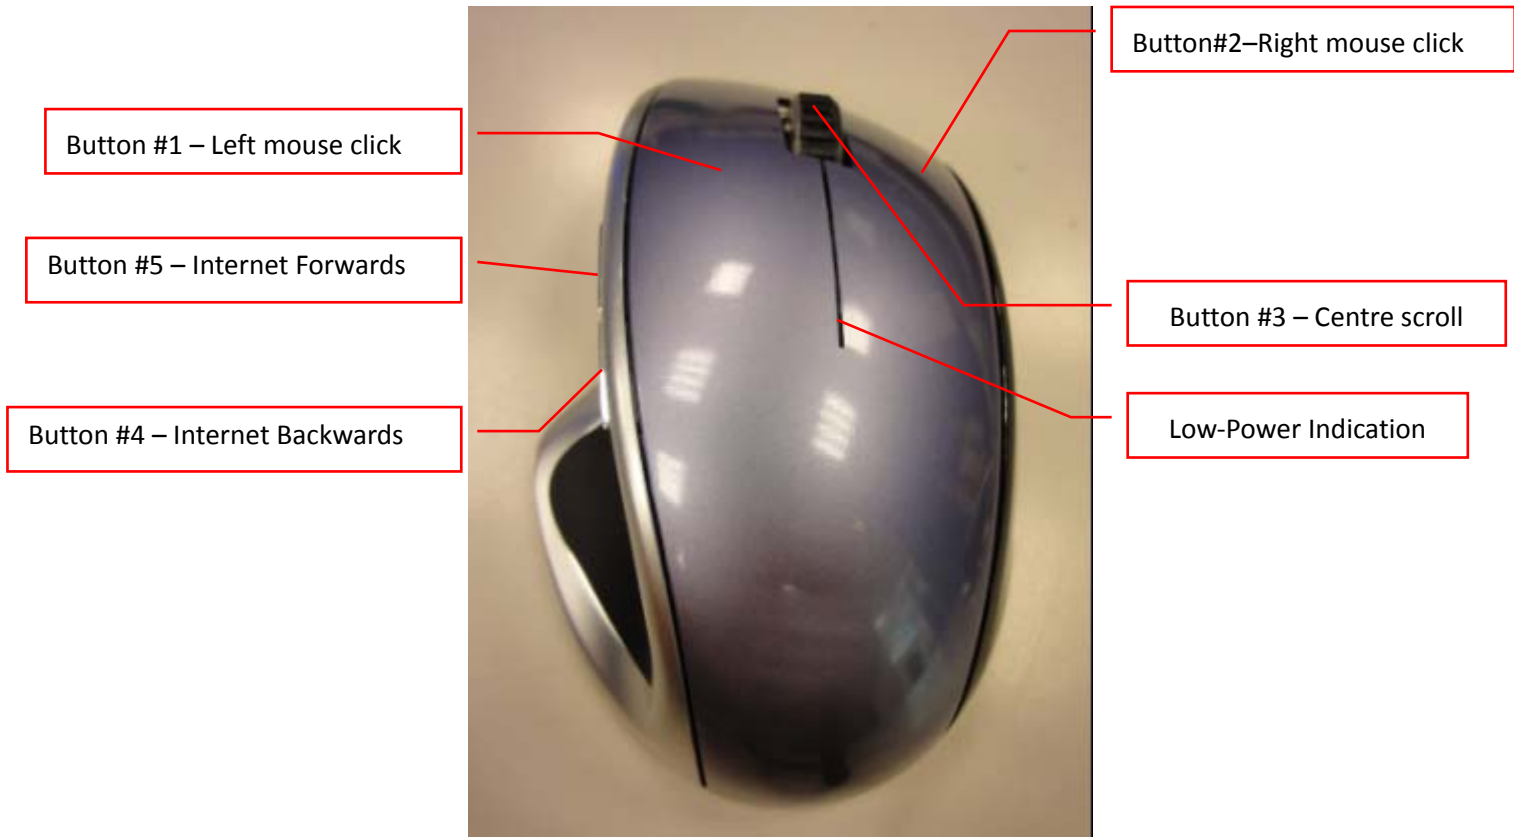 Button#2–Right mouse click
Button #1 – Left mouse click
Button #5 – Internet Forwards
Button #3 – Centre scroll
Button #4 – Internet Backwards
Low-Power Indication